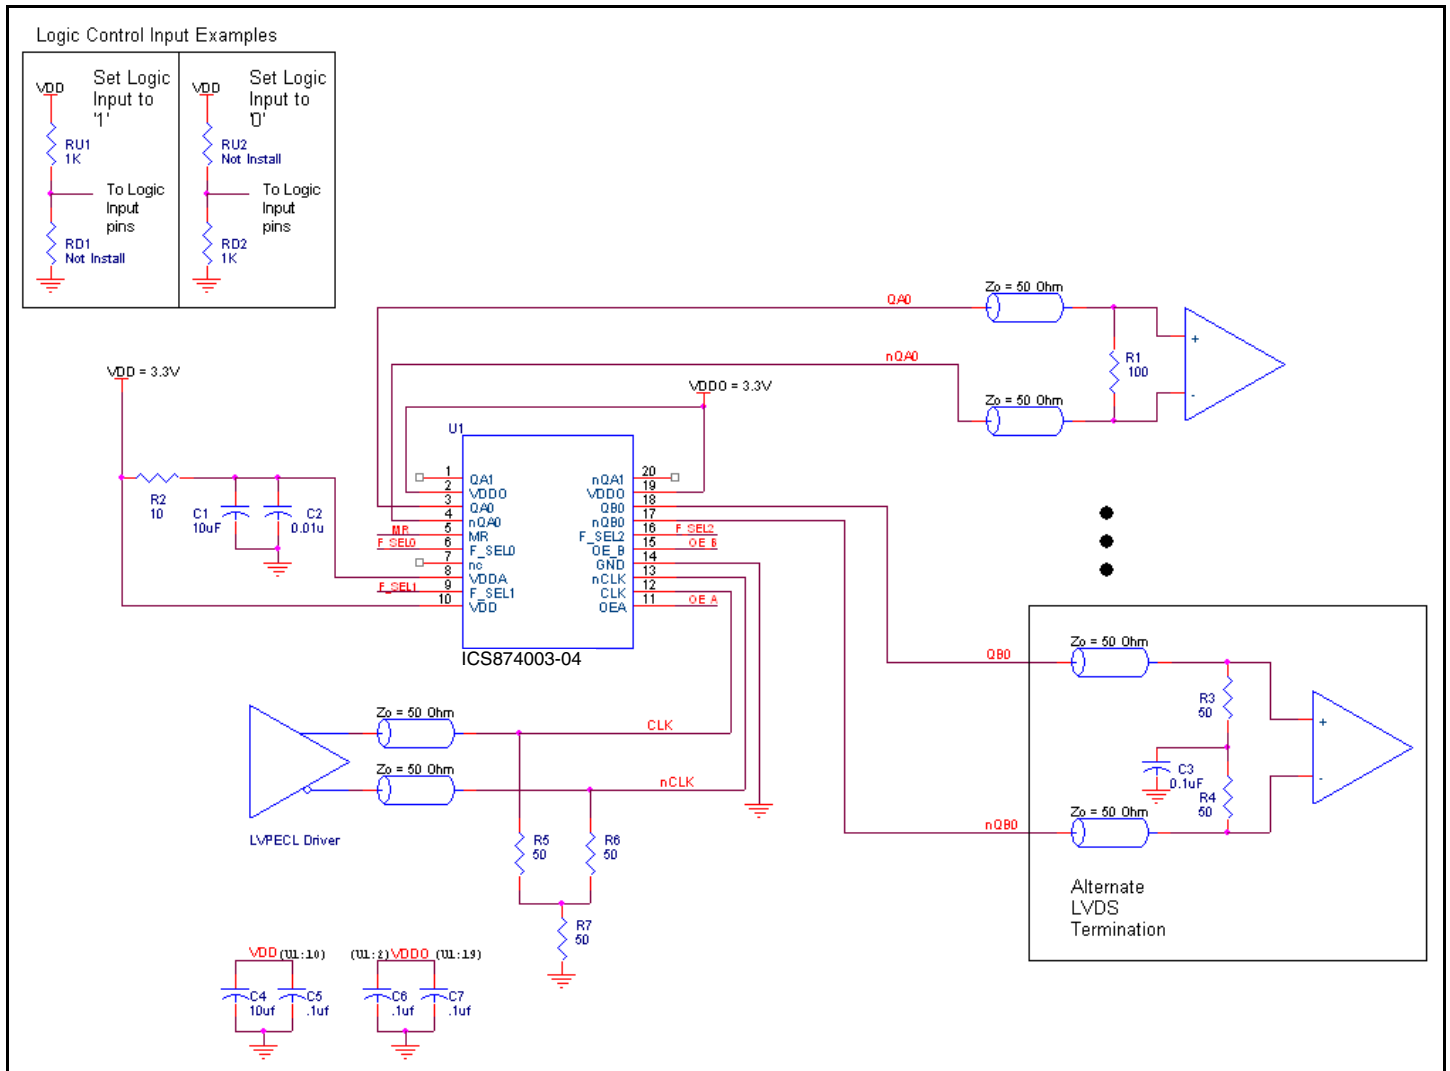 Logic Control Input Examples
Set Logic
Input to
'1'
VDD
RU1
1K
To Logic
Input
pins
RD1
Not Install
Set Logic
Input to
'0'
VDD
RU2
Not Install
To Logic
Input
pins
RD2
1K
QA0
Zo = 50 Ohm
nQA0
Zo = 50 Ohm
R1
100
+
-
VDD = 3.3V
VDDO = 3.3V
R2
10
C1
10uF
C2
0.01u
U1
1 QA1
2 VDDO
3 QA0
4 nQA0
MR 5 MR
F_SEL0 6 F_SEL0
7 nc
8 VDDA
F_SEL1 9 F_SEL1
10 VDD
nQA1 20
VDDO 19
QB0 18
nQB0 17
F_SEL2 16 F_SEL2
OE_B 15 OE_B
GND 14
nCLK 13
CLK 12
OEA 11 OE_A
ICS874003-04
QB0
Zo = 50 Ohm
R3
50
C3
0.1uF
R4
50
nQB0
Zo = 50 Ohm
+
-
Alternate
LVDS
Termination
Zo = 50 Ohm
CLK
Zo = 50 Ohm
nCLK
LVPECL Driver
R5
50
R6
50
R7
50
VDD (U1:10)
C4
10uf
C5
.1uf
(U1:2) VDDO (U1:19)
C6
.1uf
C7
.1uf